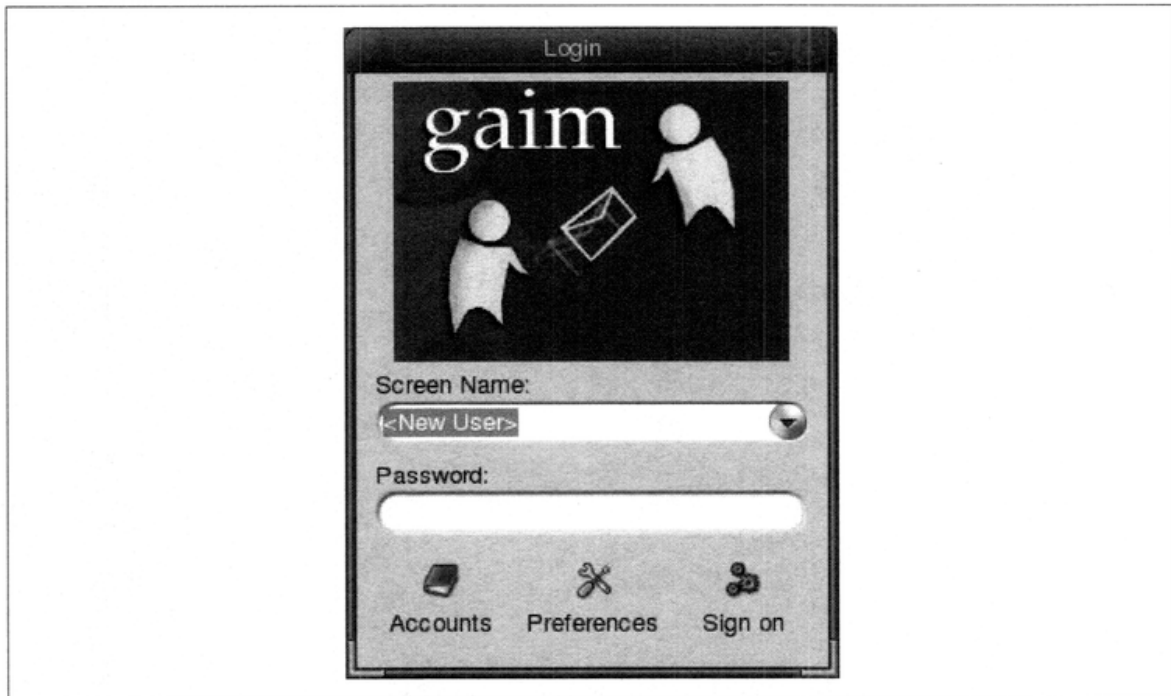 Login
gaim
Screen Name:
<New User>
Password:
Accounts Preferences Sign on